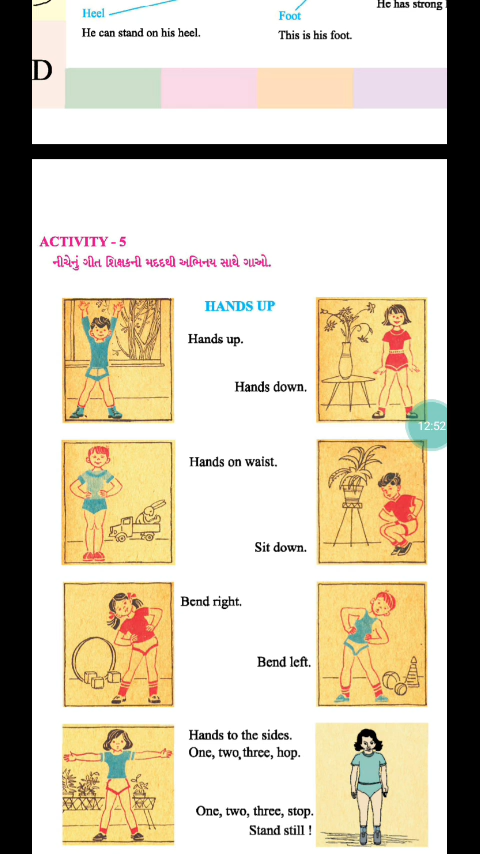 Heel
He can stand on his heel.
Foot
This is his foot.
He has strong
D
ACTIVITY - 5
નીચેનું ગીત શિક્ષકની મદદથી અભિનય સાથે ગાઓ.
HANDS UP
Hands up.
Hands down.
12:52
Hands on waist.
Sit down.
Bend right.
Bend left.
Hands to the sides.
One, two, three, hop.
One, two, three, stop.
Stand still !